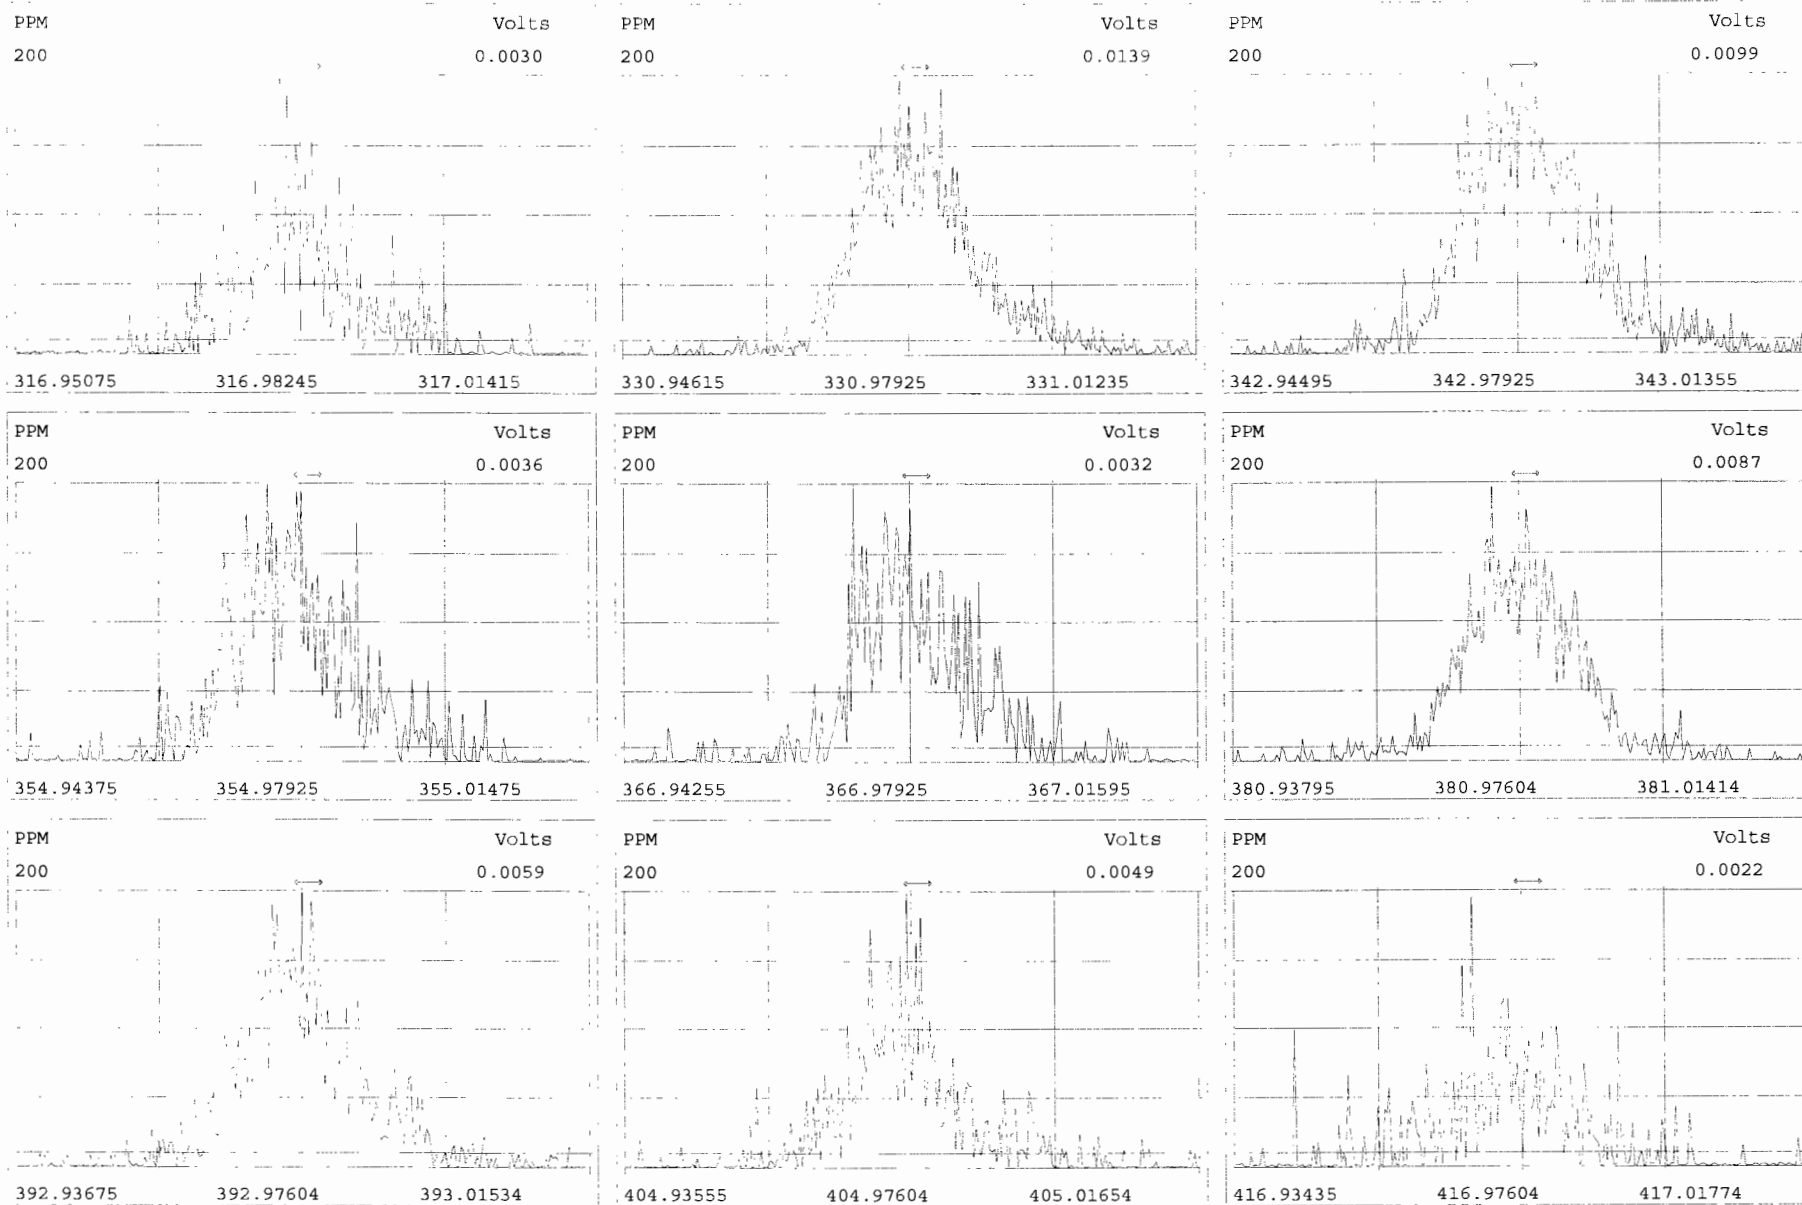 PPM Volts
200 0.0030
316.95075 316.98245 317.01415
PPM Volts
200 0.0139
330.94615 330.97925 331.01235
PPM Volts
200 0.0099
342.94495 342.97925 343.01355
PPM Volts
200 0.0036
354.94375 354.97925 355.01475
PPM Volts
200 0.0032
366.94255 366.97925 367.01595
PPM Volts
200 0.0087
380.93795 380.97604 381.01414
PPM Volts
200 0.0059
392.93675 392.97604 393.01534
PPM Volts
200 0.0049
404.93555 404.97604 405.01654
PPM Volts
200 0.0022
416.93435 416.97604 417.01774